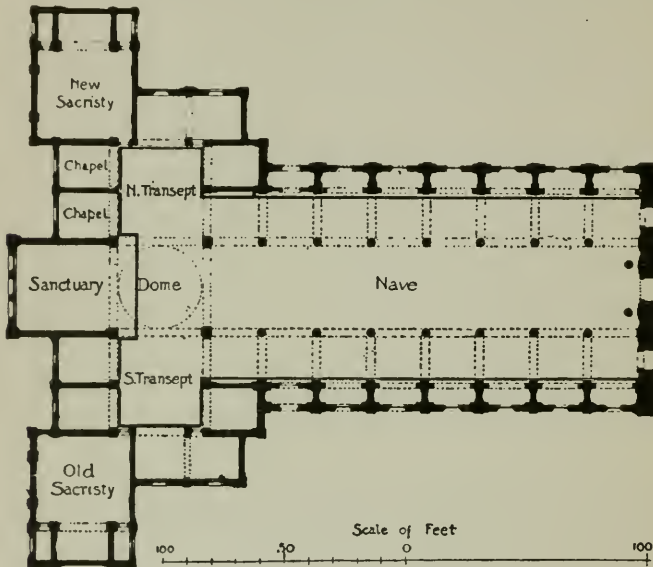 New
Sacristy
Chapel
N. Transept
Chapel
Sanctuary
Dome
Nave
S. Transept
Old
Sacristy
Scale of Feet
100 50 0 100